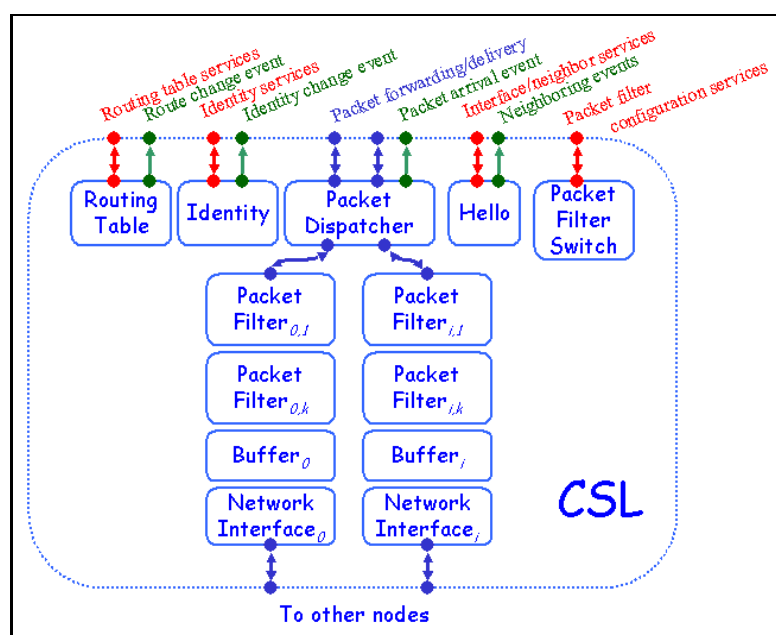 Routing table services
Route change event
Identity services
Identity change event
Packet forwarding/delivery
Packet arrival event
Interface/neighbor services
Neighboring events
Packet filter
configuration services
Routing
Table
Identity
Packet
Dispatcher
Hello
Packet
Filter
Switch
Packet
Filter0,1
Packet
Filteri,1
Packet
Filter0,k
Packet
Filteri,k
Buffer0
Bufferi
Network
Interface0
Network
Interfacei
CSL
To other nodes